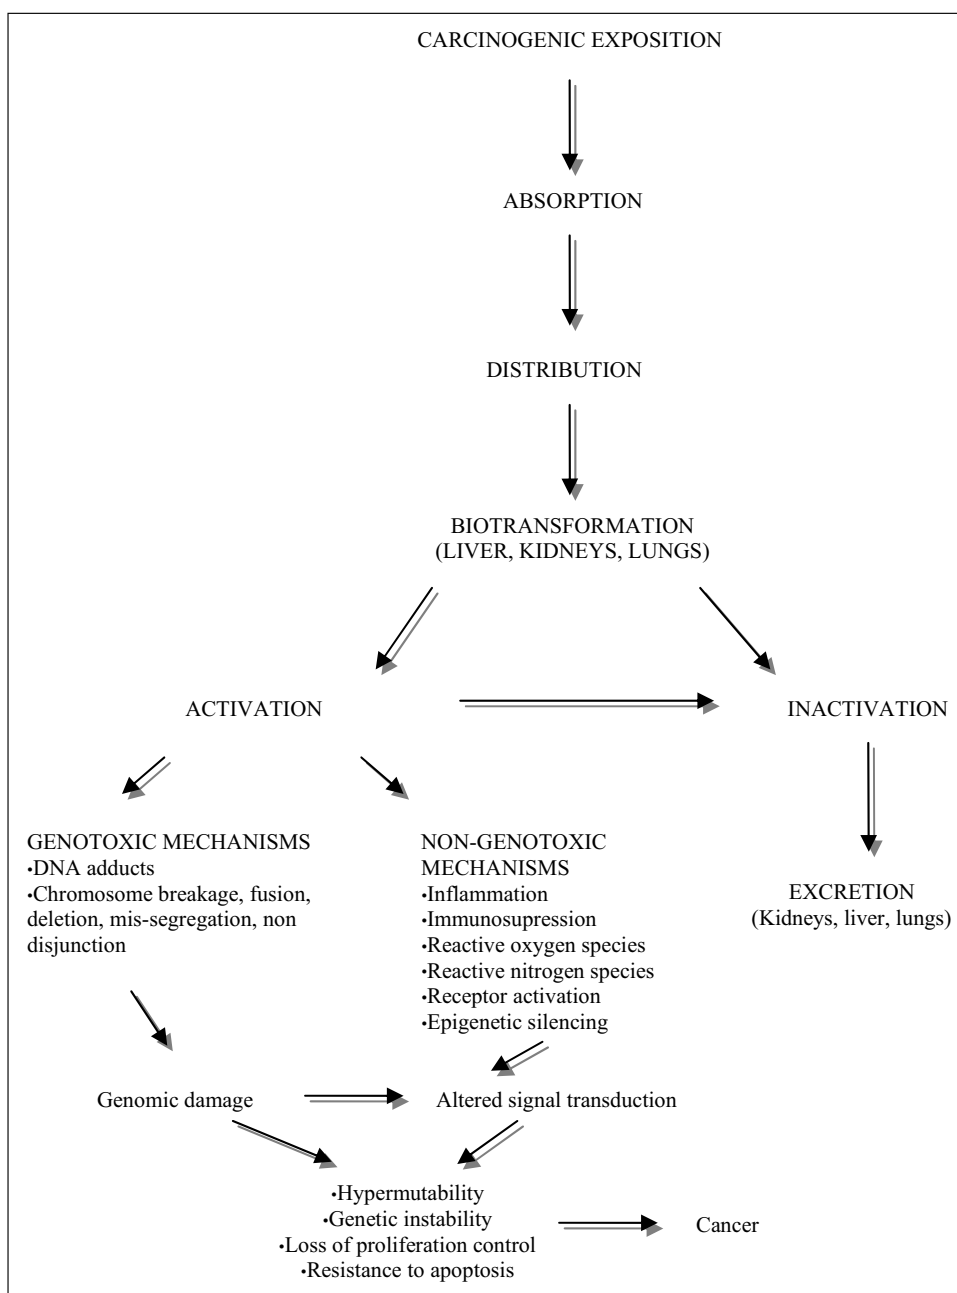 CARCINOGENIC EXPOSITION
ABSORPTION
DISTRIBUTION
BIOTRANSFORMATION
(LIVER, KIDNEYS, LUNGS)
ACTIVATION
INACTIVATION
GENOTOXIC MECHANISMS
•DNA adducts
•Chromosome breakage, fusion,
deletion, mis-segregation, non
disjunction
NON-GENOTOXIC
MECHANISMS
•Inflammation
•Immunosupression
•Reactive oxygen species
•Reactive nitrogen species
•Receptor activation
•Epigenetic silencing
EXCRETION
(Kidneys, liver, lungs)
Genomic damage
Altered signal transduction
•Hypermutability
•Genetic instability
•Loss of proliferation control
•Resistance to apoptosis
Cancer